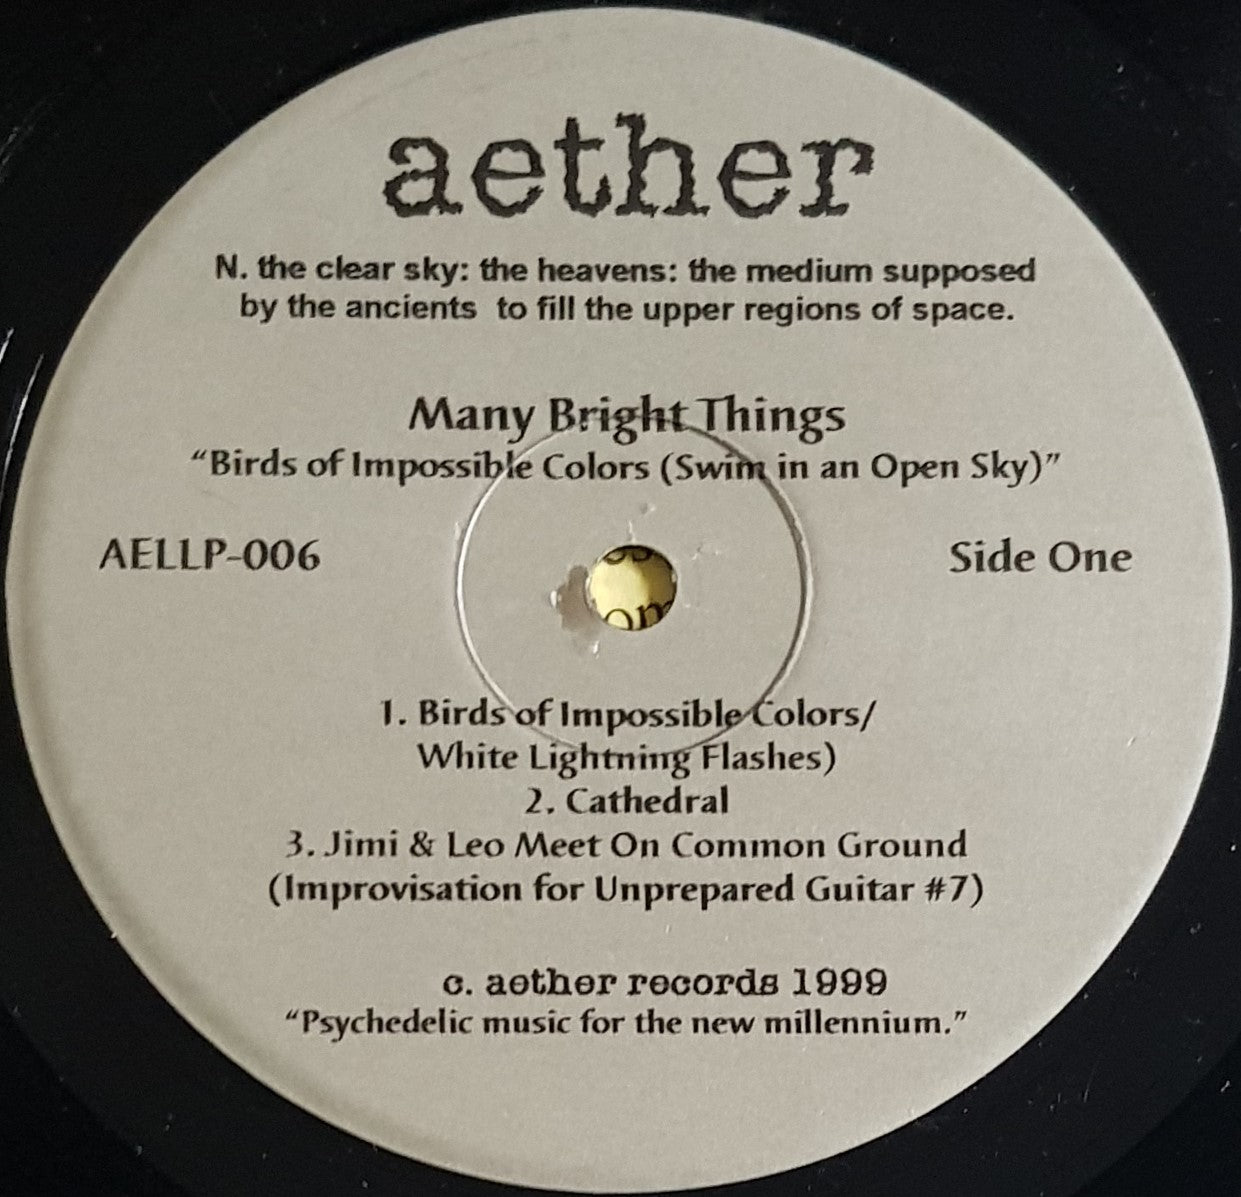 aether
N. the clear sky: the heavens: the medium supposed
by the ancients to fill the upper regions of space.
Many Bright Things
“Birds of Impossible Colors (Swim in an Open Sky)”
AELLP-006
Side One
1. Birds of Impossible Colors/
White Lightning Flashes)
2. Cathedral
3. Jimi & Leo Meet On Common Ground
(Improvisation for Unprepared Guitar #7)
c. aether records 1999
“Psychedelic music for the new millennium.”